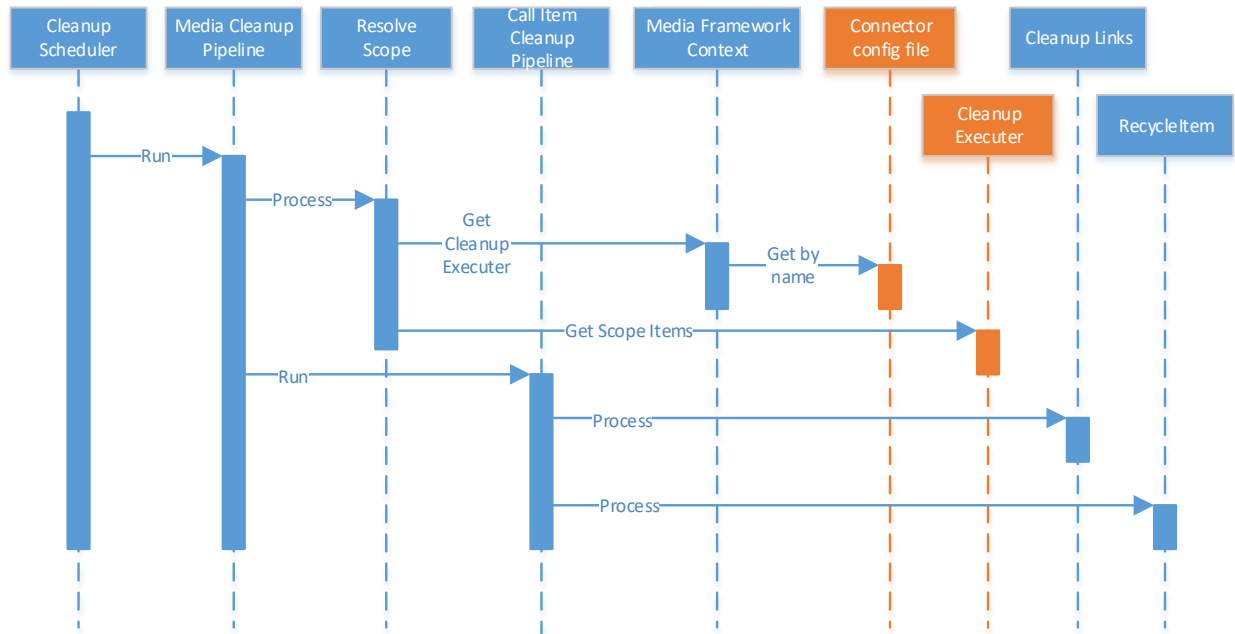 Cleanup
Scheduler
Media Cleanup
Pipeline
Resolve
Scope
Call Item
Cleanup
Pipeline
Media Framework
Context
Connector
config file
Cleanup Links
Cleanup
Executer
RecycleItem
Run
Process
Get
Cleanup
Executer
Get by
name
Get Scope Items
Run
Process
Process